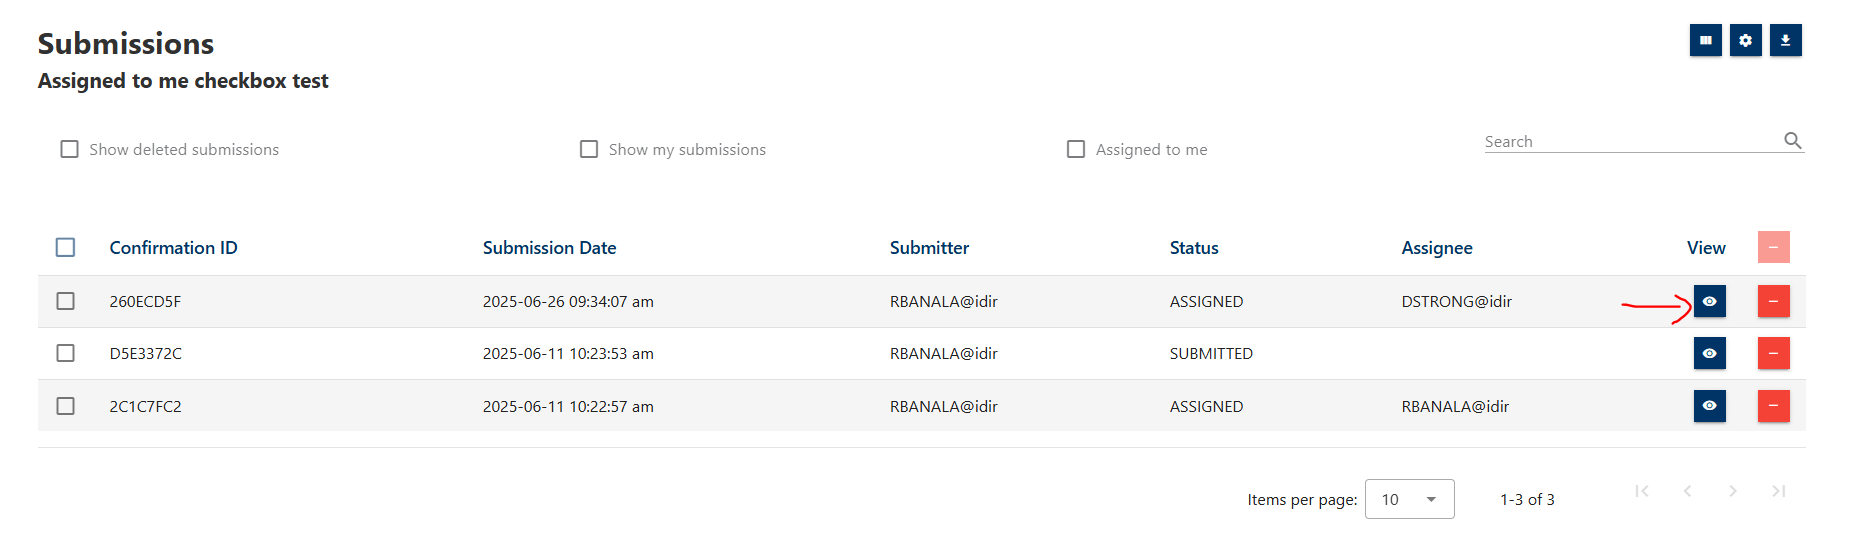 Submissions
Assigned to me checkbox test
Show deleted submissions Show my submissions Assigned to me Search
Confirmation ID Submission Date Submitter Status Assignee View
260ECD5F 2025-06-26 09:34:07 am RBANALA@idir ASSIGNED DSTRONG@idir
D5E3372C 2025-06-11 10:23:53 am RBANALA@idir SUBMITTED
2C1C7FC2 2025-06-11 10:22:57 am RBANALA@idir ASSIGNED RBANALA@idir
Items per page: 10 1-3 of 3